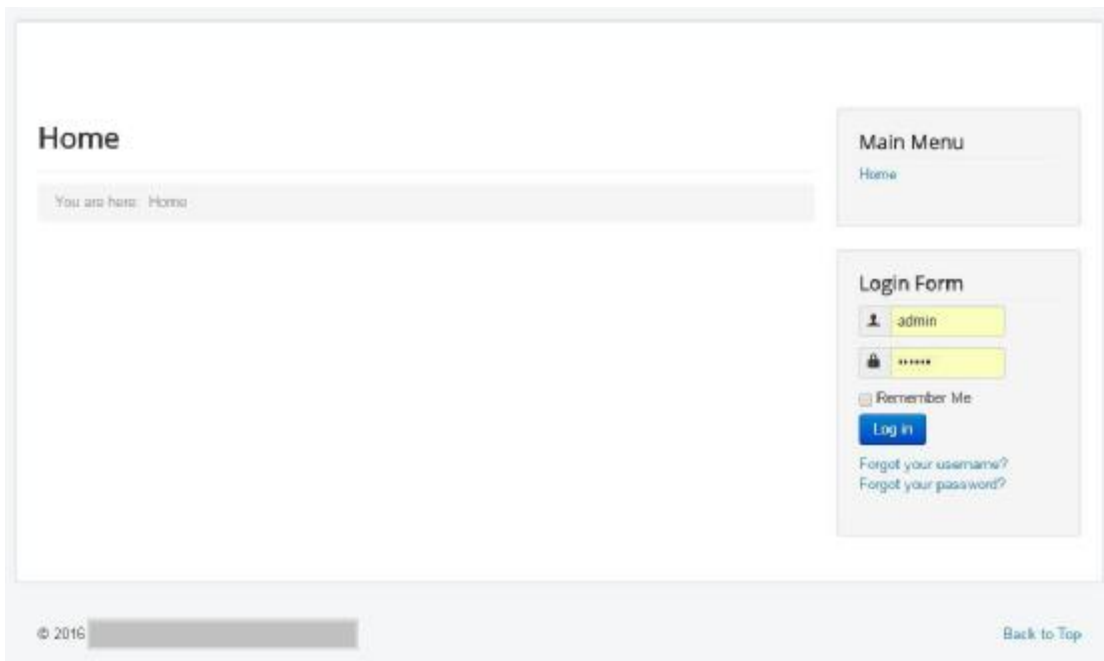 Home
You are here: Home
Main Menu
Home
Login Form
admin
••••••
Remember Me
Log in
Forgot your username?
Forgot your password?
© 2016
Back to Top